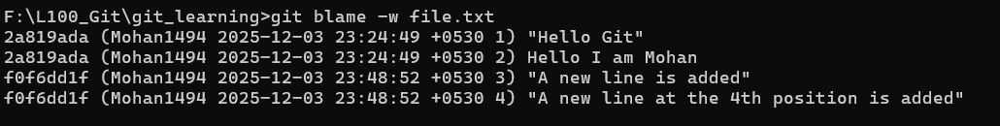 F:\L100_Git\git_learning>git blame -w file.txt
2a819ada (Mohan1494 2025-12-03 23:24:49 +0530 1) "Hello Git"
2a819ada (Mohan1494 2025-12-03 23:24:49 +0530 2) Hello I am Mohan
f0f6dd1f (Mohan1494 2025-12-03 23:48:52 +0530 3) "A new line is added"
f0f6dd1f (Mohan1494 2025-12-03 23:48:52 +0530 4) "A new line at the 4th position is added"